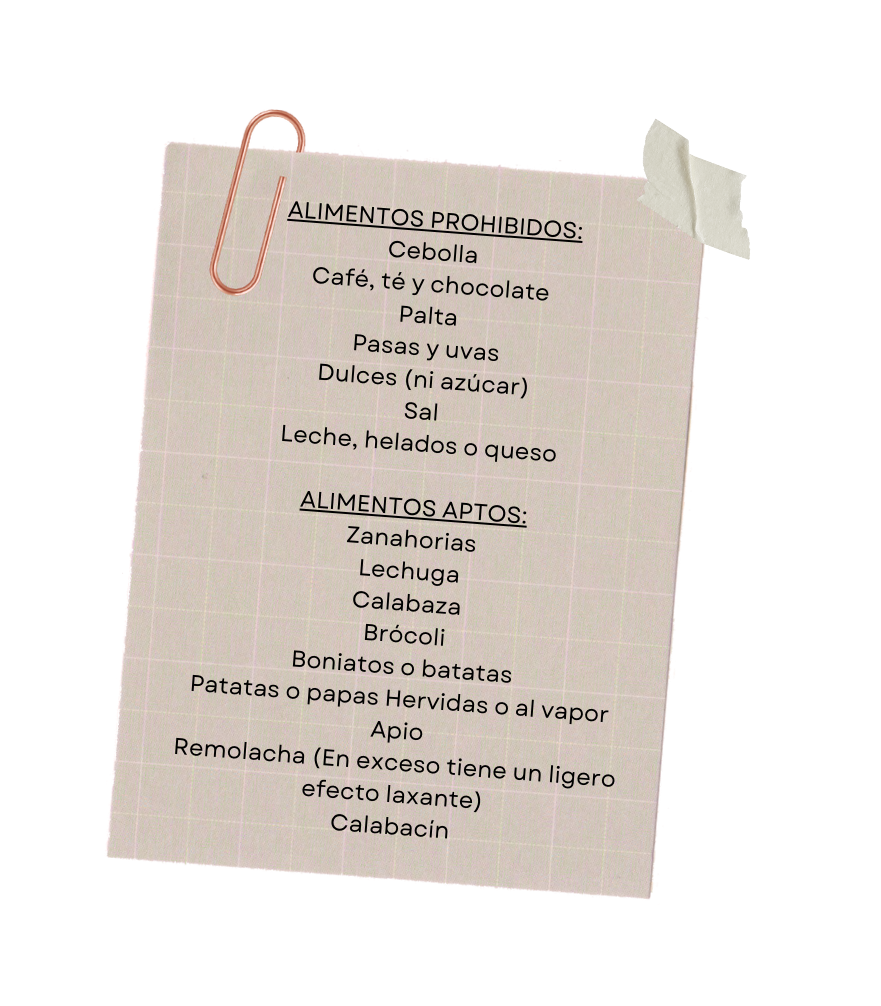 ALIMENTOS PROHIBIDOS:
Cebolla
Café, té y chocolate
Palta
Pasas y uvas
Dulces (ni azúcar)
Sal
Leche, helados o queso
ALIMENTOS APTOS:
Zanahorias
Lechuga
Calabaza
Brócoli
Boniatos o batatas
Patatas o papas Hervidas o al vapor
Apio
Remolacha (En exceso tiene un ligero
efecto laxante)
Calabacín